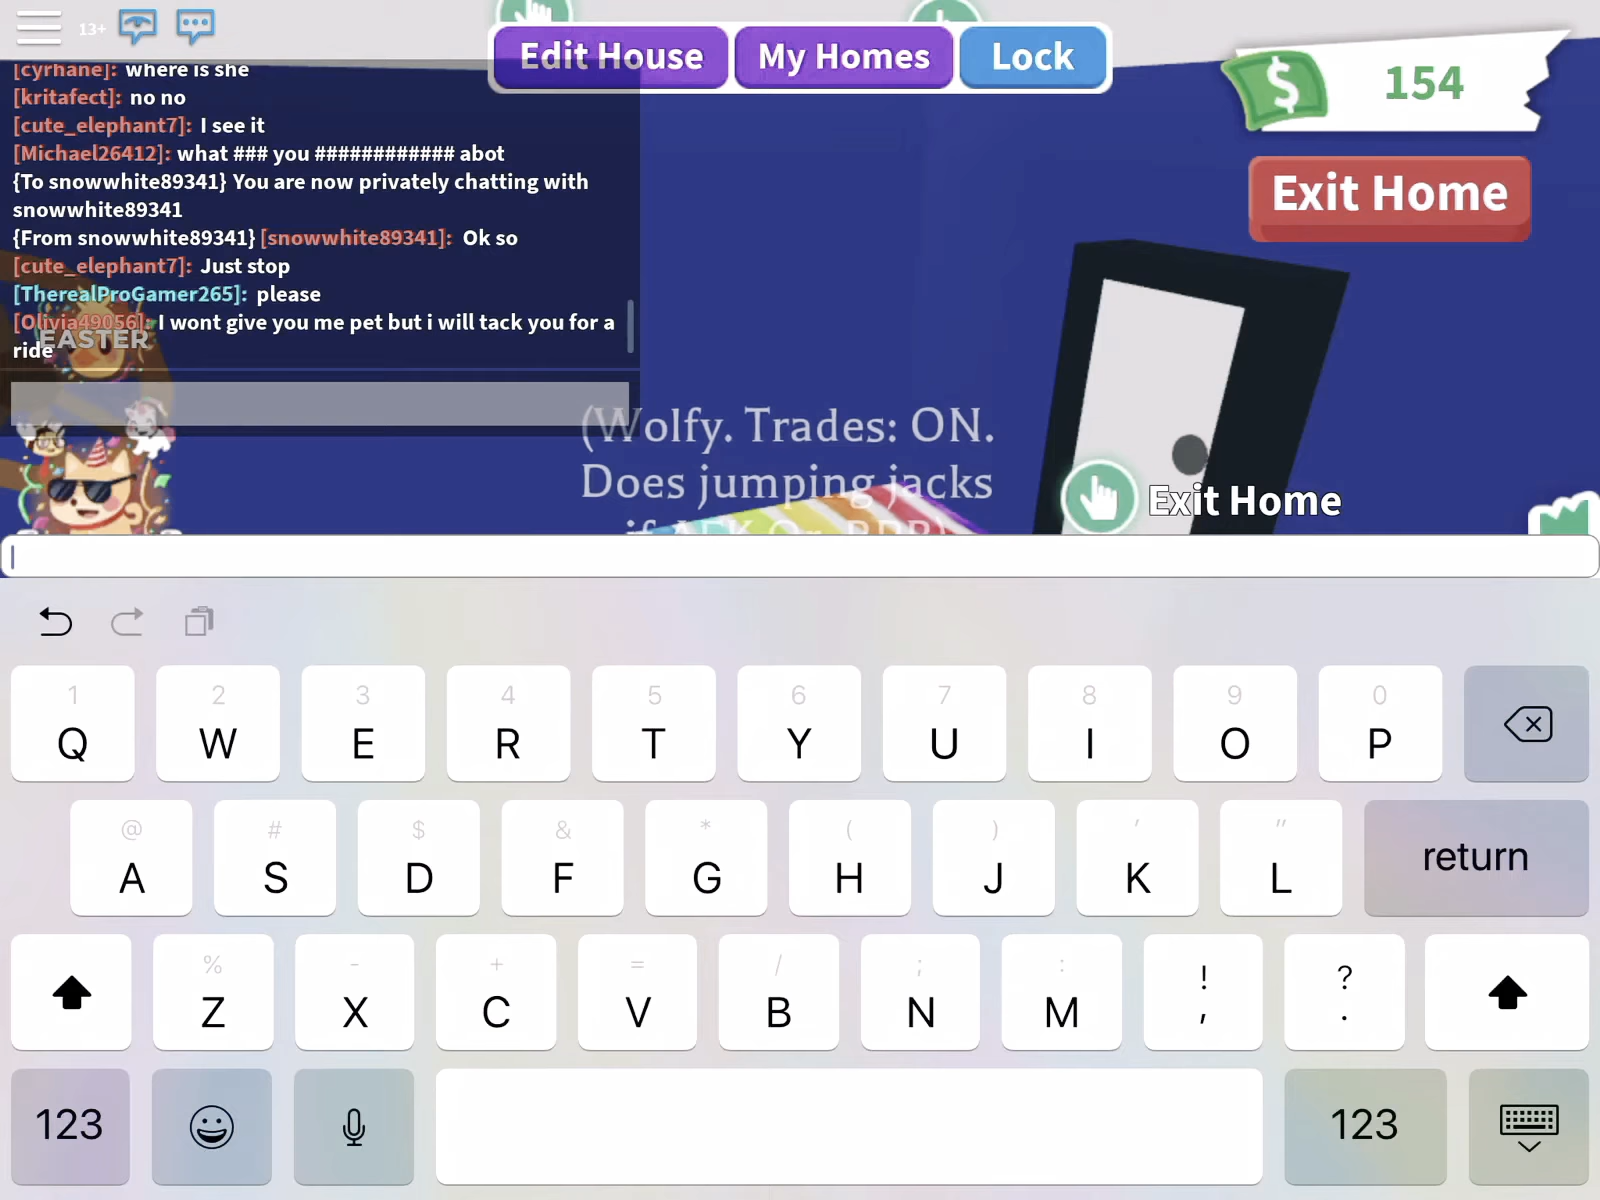 13+
Edit House
My Homes
Lock
154
Exit Home
[cyrhane]: where is she
[kritafect]: no no
[cute_elephant7]: I see it
[Michael26412]: what ### you ############ abot
{To snowwhite89341} You are now privately chatting with
snowwhite89341
{From snowwhite89341} [snowwhite89341]: Ok so
[cute_elephant7]: Just stop
[TherealProGamer265]: please
[Olivia49056]: I wont give you me pet but i will tack you for a
ride
EASTER
(Wolfy. Trades: ON.
Does jumping jacks
if AFK Or BRB)
Exit Home
1 2 3 4 5 6 7 8 9 0
Q W E R T Y U I O P
@ # $ & * ( ) ' "
A S D F G H J K L return
% - + = / ; : ! ?
Z X C V B N M , .
123 123